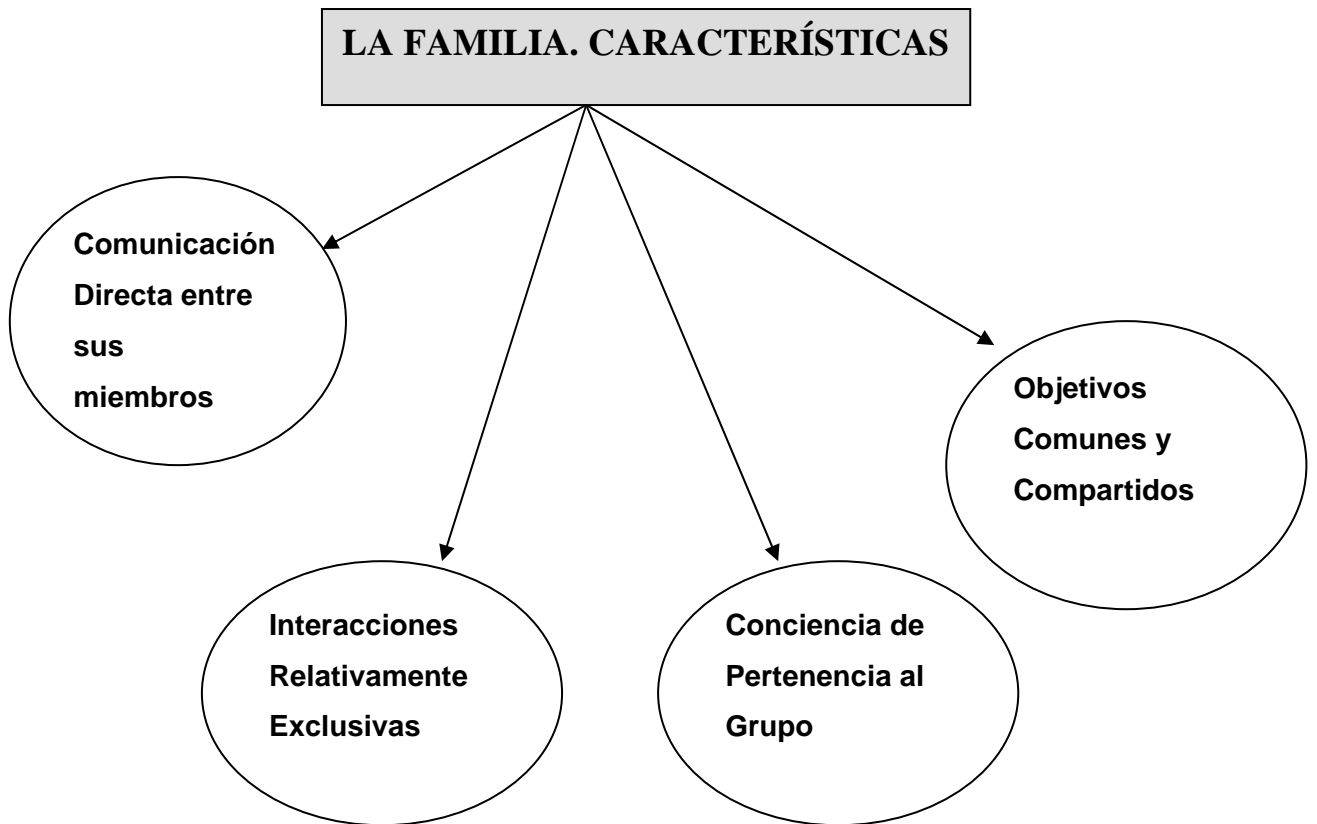 LA FAMILIA. CARACTERÍSTICAS
Comunicación
Directa entre
sus
miembros
Interacciones
Relativamente
Exclusivas
Conciencia de
Pertenencia al
Grupo
Objetivos
Comunes y
Compartidos